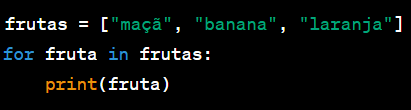 frutas = ["maçã", "banana", "laranja"]
for fruta in frutas:
    print(fruta)